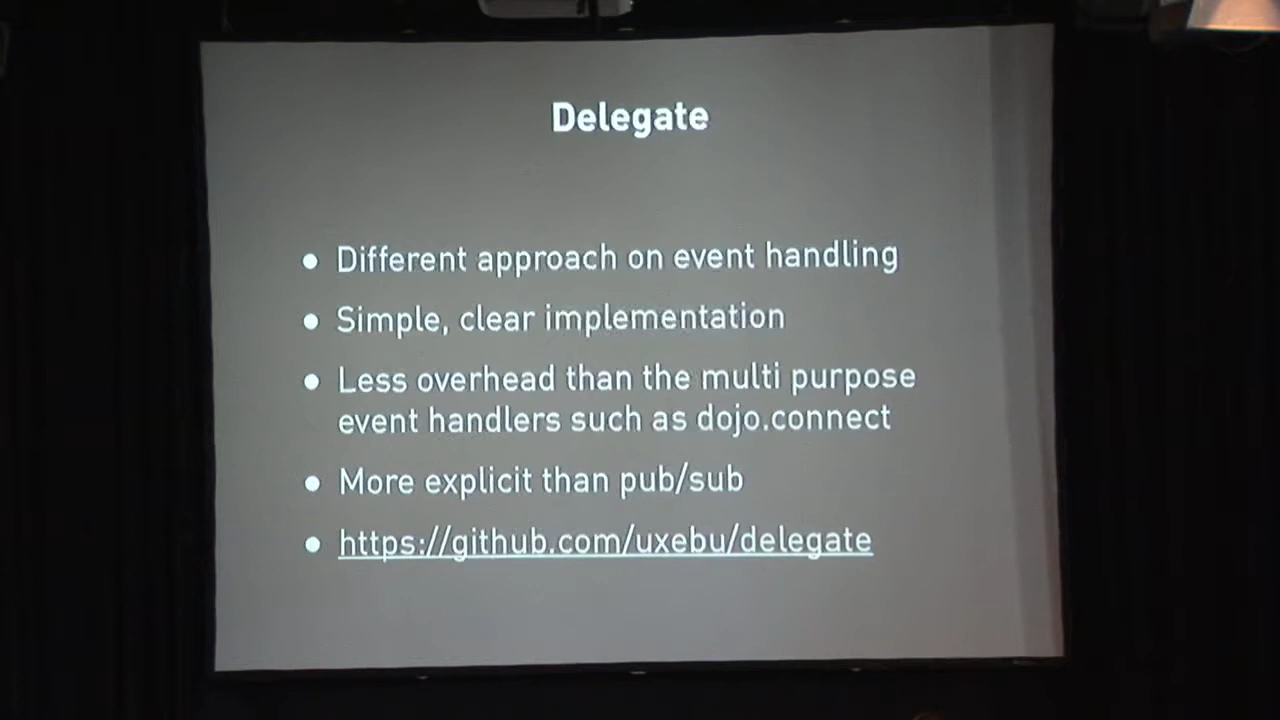 Delegate
• Different approach on event handling
• Simple, clear implementation
• Less overhead than the multi purpose
event handlers such as dojo.connect
• More explicit than pub/sub
• https://github.com/uxebu/delegate